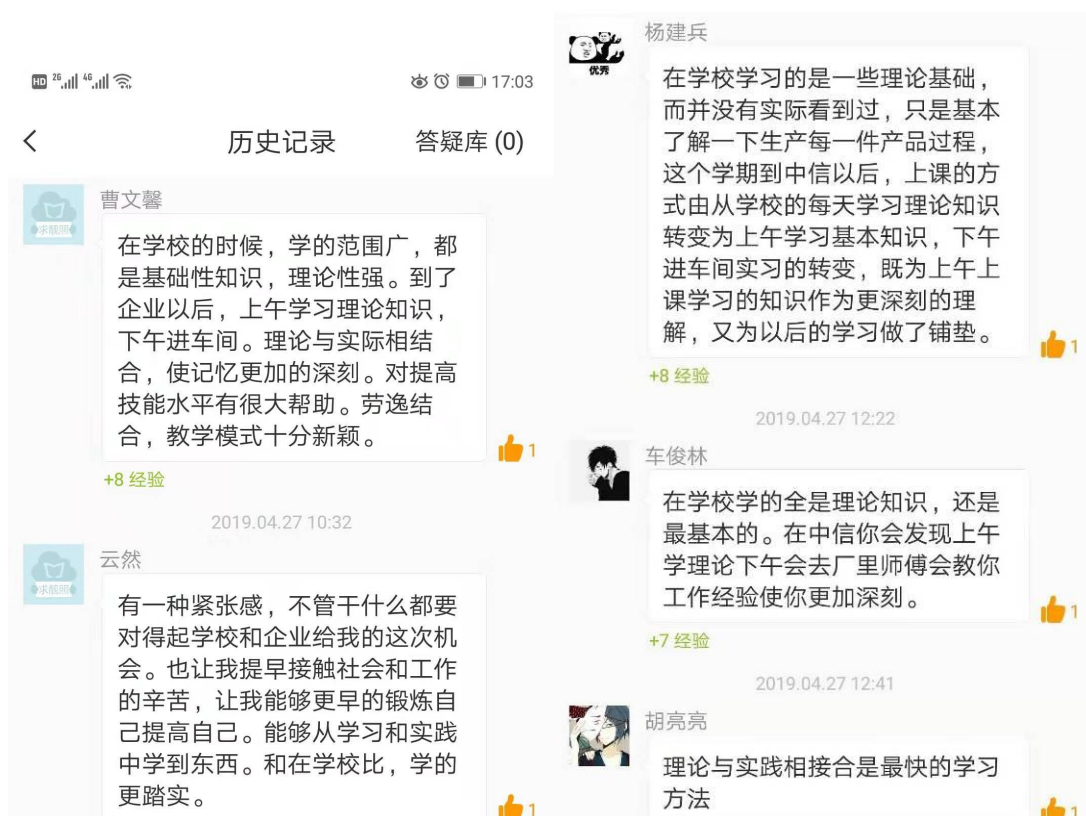 HD 2G 4G 17:03
历史记录
答疑库 (0)
曹文馨
在学校的时候，学的范围广，都
是基础性知识，理论性强。到了
企业以后，上午学习理论知识，
下午进车间。理论与实际相结
合，使记忆更加的深刻。对提高
技能水平有很大帮助。劳逸结
合，教学模式十分新颖。
1
+8 经验
2019.04.27 10:32
云然
有一种紧张感，不管干什么都要
对得起学校和企业给我的这次机
会。也让我提早接触社会和工作
的辛苦，让我能够更早的锻炼自
己提高自己。能够从学习和实践
中学到东西。和在学校比，学的
更踏实。
1
杨建兵
优秀
在学校学习的是一些理论基础，
而并没有实际看到过，只是基本
了解一下生产每一件产品过程，
这个学期到中信以后，上课的方
式由从学校的每天学习理论知识
转变为上午学习基本知识，下午
进车间实习的转变，既为上午上
课学习的知识作为更深刻的理
解，又为以后的学习做了铺垫。
1
+8 经验
2019.04.27 12:22
车俊林
在学校学的全是理论知识，还是
最基本的。在中信你会发现上午
学理论下午会去厂里师傅会教你
工作经验使你更加深刻。
1
+7 经验
2019.04.27 12:41
胡亮亮
理论与实践相接合是最快的学习
方法
1